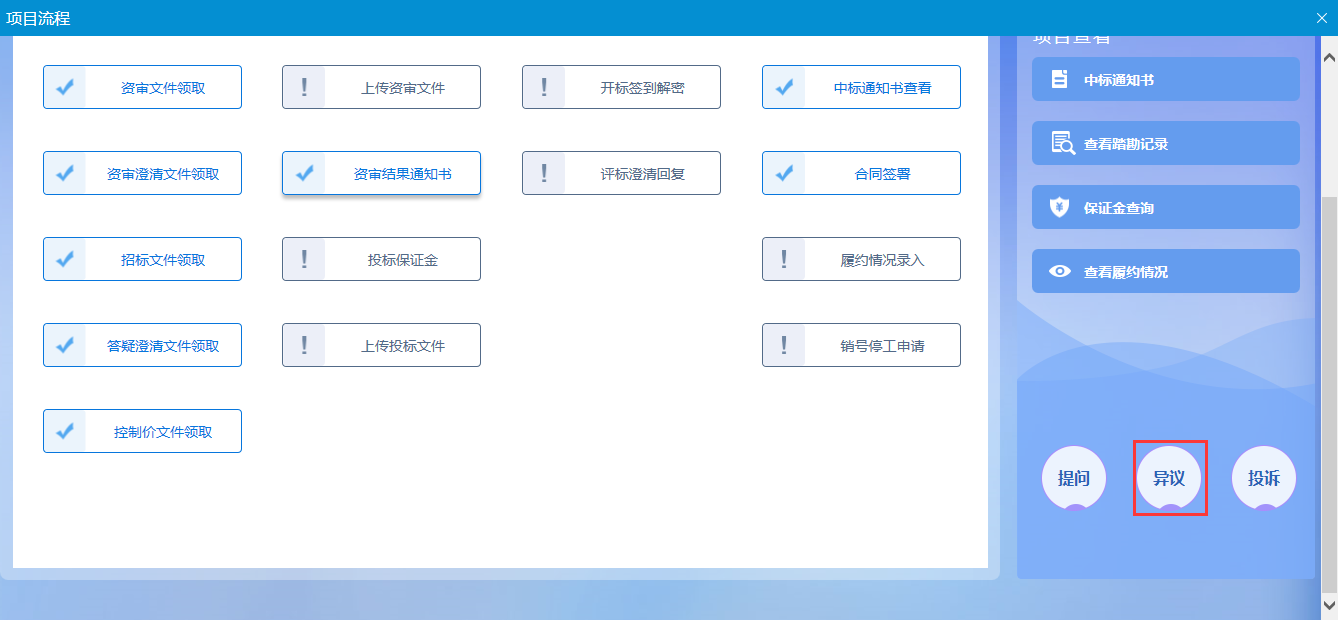 项目流程
资审文件领取
上传资审文件
开标签到解密
中标通知书查看
资审澄清文件领取
资审结果通知书
评标澄清回复
合同签署
招标文件领取
投标保证金
履约情况录入
答疑澄清文件领取
上传投标文件
销号停工申请
控制价文件领取
项目查看
中标通知书
查看踏勘记录
保证金查询
查看履约情况
提问
异议
投诉